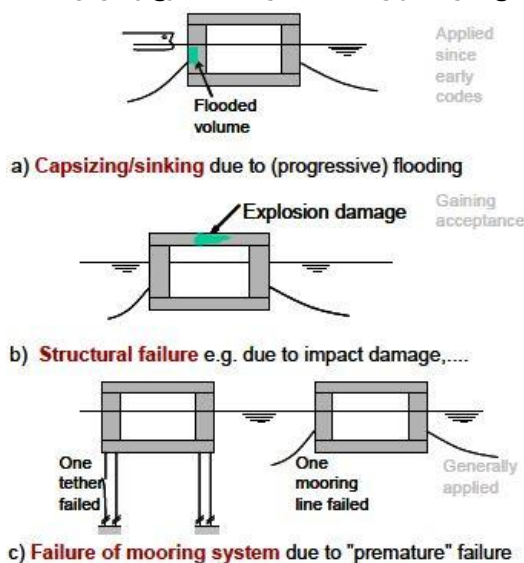 Applied
since
early
codes
Flooded
volume
a) Capsizing/sinking due to (progressive) flooding
Gaining
acceptance
Explosion damage
b) Structural failure e.g. due to impact damage,....
One
tether
failed
One
mooring
line failed
Generally
applied
c) Failure of mooring system due to "premature" failure